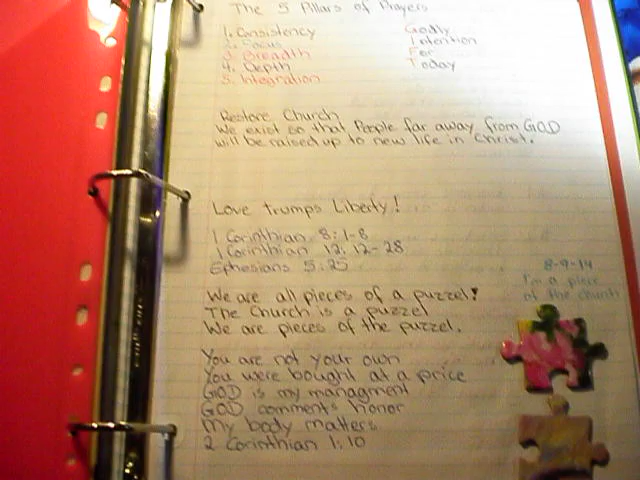 The 5 Pillars of Prayers
1. Consistency
2. Focus
3. Breadth
4. Depth
5. Integration
Godly
Intention
For
Today
Restore Church
We exist so that People far away from GOD
will be raised up to new life in Christ.
Love Trumps Liberty!
1 Corinthian 8:1-8
1 Corinthian 12:12-28
Ephesians 5:25
8-9-14
I'm a piece
of the church
We are all pieces of a puzzel!
The Church is a puzzel
We are pieces of the puzzel.
You are not your own
You were bought at a price
GOD is my managment
GOD comments honor
My body matters
2 Corinthian 1:10